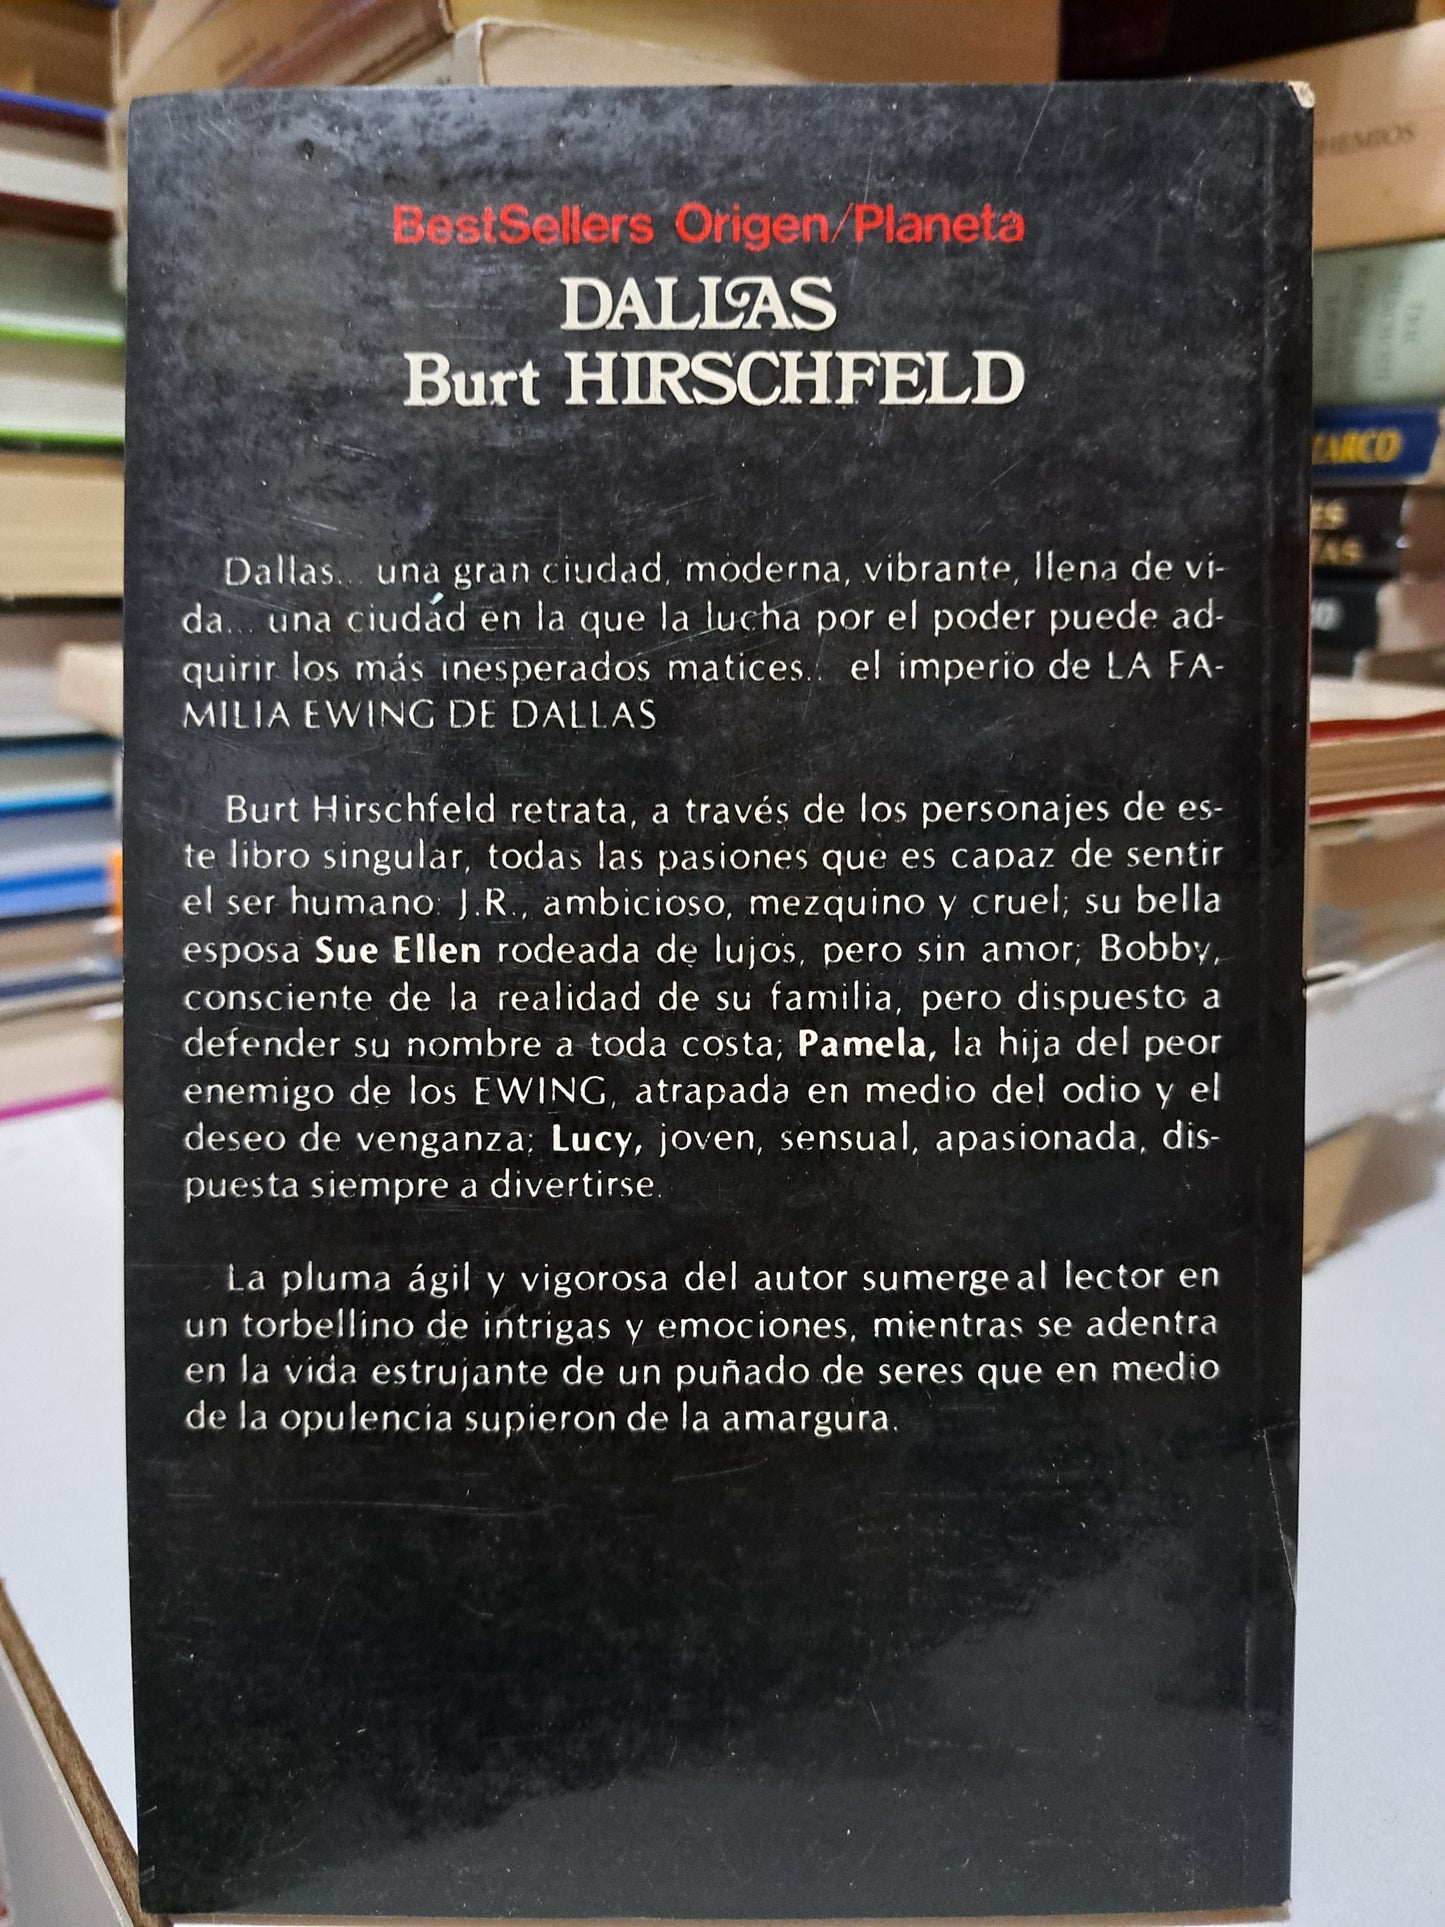 BestSellers Origen/Planeta
DALLAS
Burt HIRSCHFELD
Dallas... una gran ciudad, moderna, vibrante, llena de vi-
da... una ciudád en la que la lucha por el poder puede ad-
quirir los más inesperados matices... el imperio de LA FA-
MILIA EWING DE DALLAS
Burt Hirschfeld retrata, a través de los personajes de es-
te libro singular, todas las pasiones que es capaz de sentir
el ser humano: J.R., ambicioso, mezquino y cruel; su bella
esposa Sue Ellen rodeada de lujos, pero sin amor; Bobby,
consciente de la realidad de su familia, pero dispuesto a
defender su nombre a toda costa; Pamela, la hija del peor
enemigo de los EWING, atrapada en medio del odio y el
deseo de venganza; Lucy, joven, sensual, apasionada, dis-
puesta siempre a divertirse.
La pluma ágil y vigorosa del autor sumerge al lector en
un torbellino de intrigas y emociones, mientras se adentra
en la vida estrujante de un puñado de seres que en medio
de la opulencia supieron de la amargura.
HEMIOS
TARCO
ES